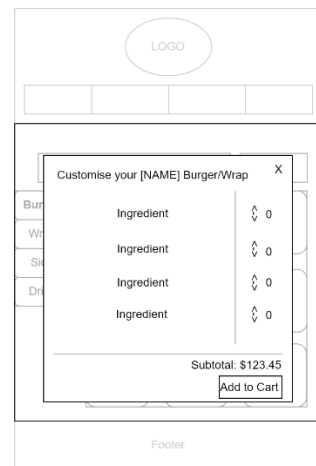 LOGO
Customise your [NAME] Burger/Wrap X
Ingredient 0
Ingredient 0
Ingredient 0
Ingredient 0
Subtotal: $123.45
Add to Cart
Footer